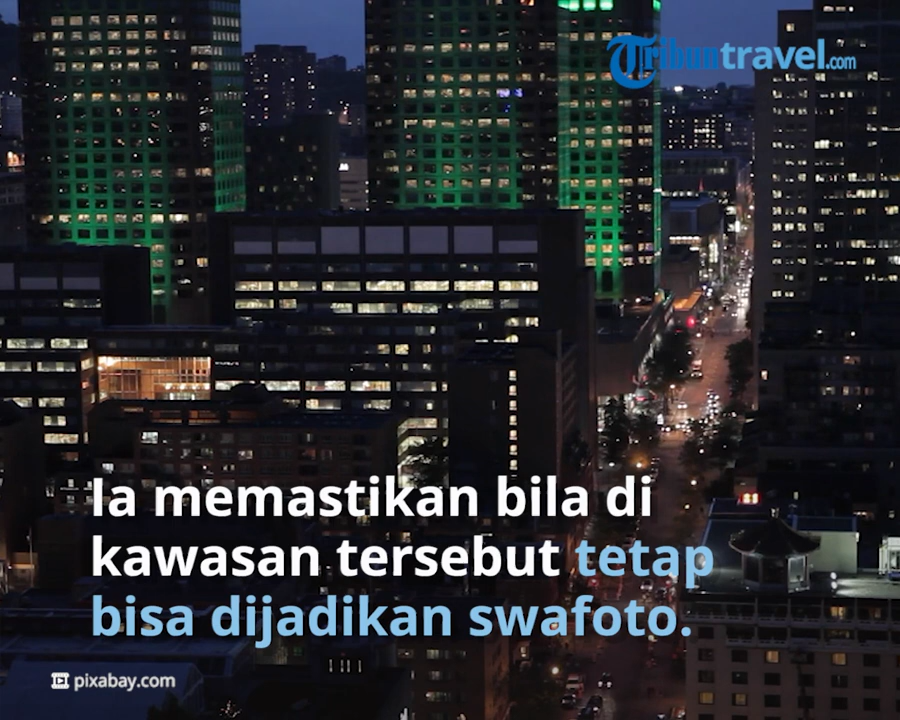 Tribuntravel.com
Ia memastikan bila di
kawasan tersebut tetap
bisa dijadikan swafoto.
pixabay.com